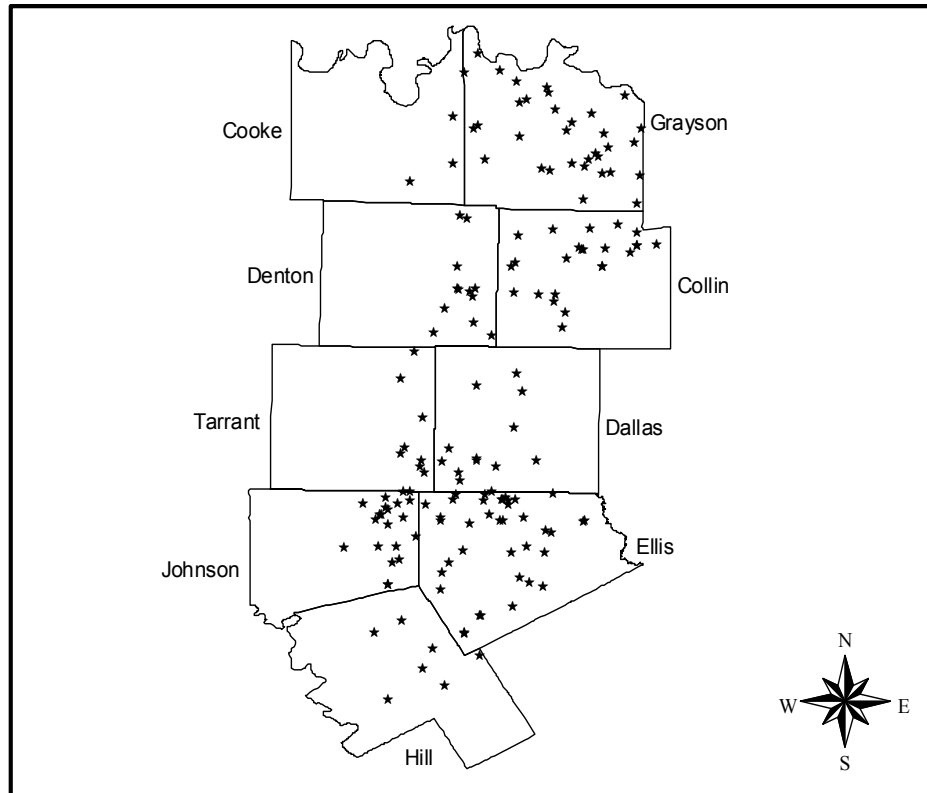 Cooke
Grayson
Denton
Collin
Tarrant
Dallas
Johnson
Ellis
Hill
N
W
E
S